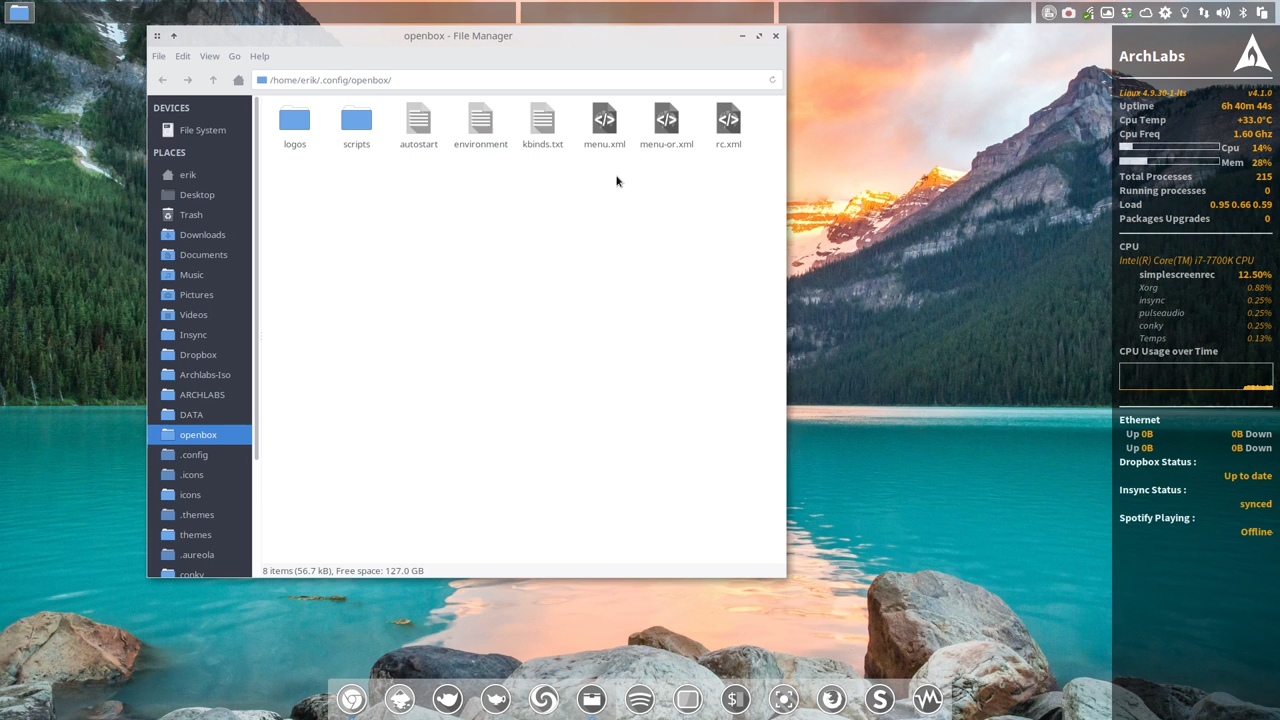 openbox - File Manager
File Edit View Go Help
/home/erik/.config/openbox/
DEVICES
File System
PLACES
erik
Desktop
Trash
Downloads
Documents
Music
Pictures
Videos
Insync
Dropbox
Archlabs-Iso
ARCHLABS
DATA
openbox
.config
.icons
icons
.themes
themes
.aureola
conky
logos scripts autostart environment kbinds.txt menu.xml menu-or.xml rc.xml
8 items (56.7 kB), Free space: 127.0 GB
ArchLabs
Linux 4.9.30-1-lts v4.1.0
Uptime 6h 40m 44s
Cpu Temp +33.0°C
Cpu Freq 1.60 Ghz
Cpu 14%
Mem 28%
Total Processes 215
Running processes 0
Load 0.95 0.66 0.59
Packages Upgrades 0
CPU
Intel(R) Core(TM) i7-7700K CPU
simplescreenrec 12.50%
Xorg 0.88%
insync 0.25%
pulseaudio 0.25%
conky 0.25%
Temps 0.13%
CPU Usage over Time
Ethernet
Up 0B 0B Down
Up 0B 0B Down
Dropbox Status :
Up to date
Insync Status :
synced
Spotify Playing :
Offline